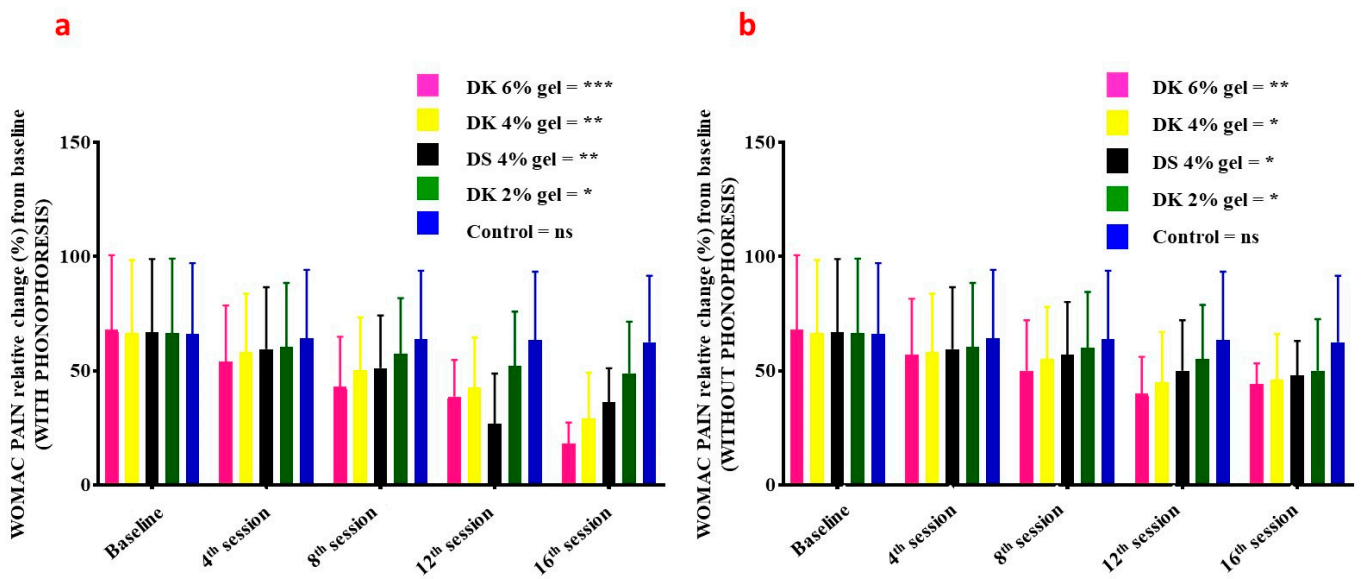 a
WOMAC PAIN relative change (%) from baseline
(WITH PHONOPHORESIS)
DK 6% gel = ***
DK 4% gel = **
DS 4% gel = **
DK 2% gel = *
Control = ns
150
100
50
0
Baseline
4th session
8th session
12th session
16th session
b
WOMAC PAIN relative change (%) from baseline
(WITHOUT PHONOPHORESIS)
DK 6% gel = **
DK 4% gel = *
DS 4% gel = *
DK 2% gel = *
Control = ns
150
100
50
0
Baseline
4th session
8th session
12th session
16th session